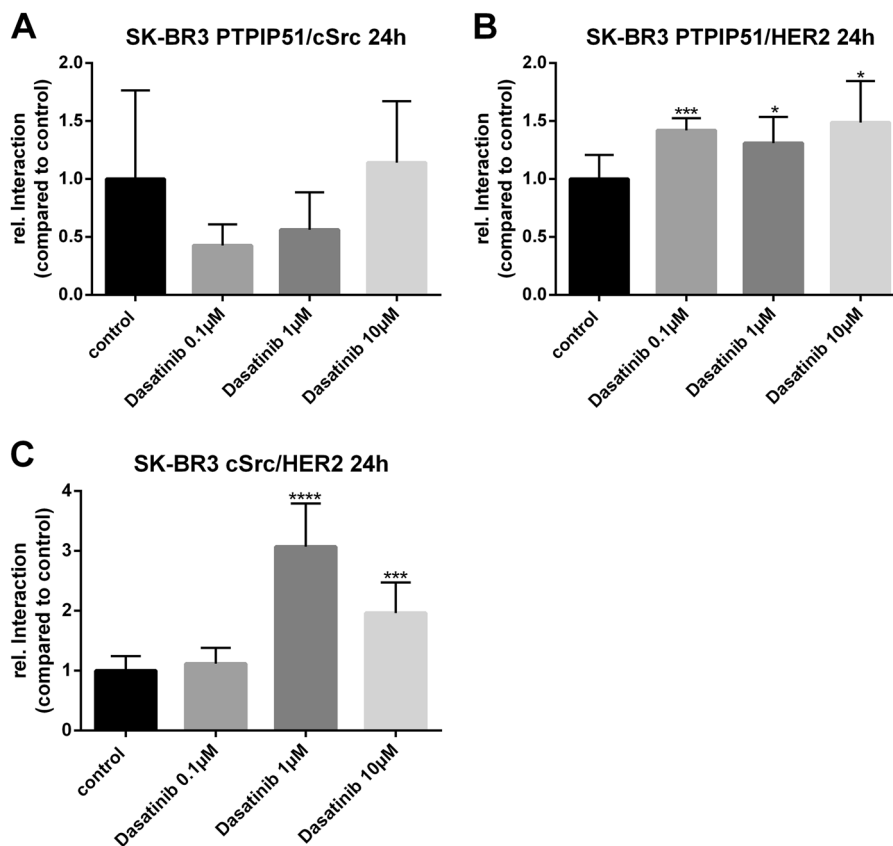 A
SK-BR3 PTPIP51/cSrc 24h
rel. Interaction
(compared to control)
2.0
1.5
1.0
0.5
0.0
control
Dasatinib 0.1µM
Dasatinib 1µM
Dasatinib 10µM
B
SK-BR3 PTPIP51/HER2 24h
rel. Interaction
(compared to control)
2.0
1.5
1.0
0.5
0.0
***
*
*
control
Dasatinib 0.1µM
Dasatinib 1µM
Dasatinib 10µM
C
SK-BR3 cSrc/HER2 24h
rel. Interaction
(compared to control)
4
3
2
1
0
****
***
control
Dasatinib 0.1µM
Dasatinib 1µM
Dasatinib 10µM